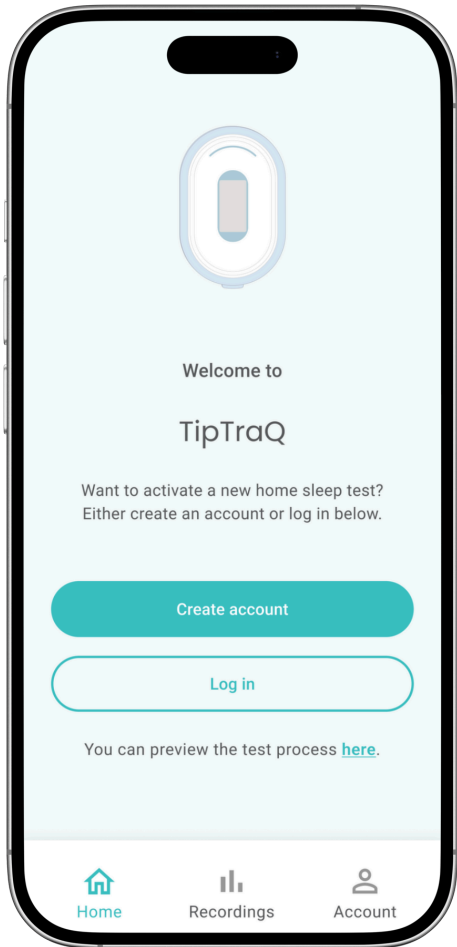 Welcome to
TipTraQ
Want to activate a new home sleep test?
Either create an account or log in below.
Create account
Log in
You can preview the test process here.
Home
Recordings
Account